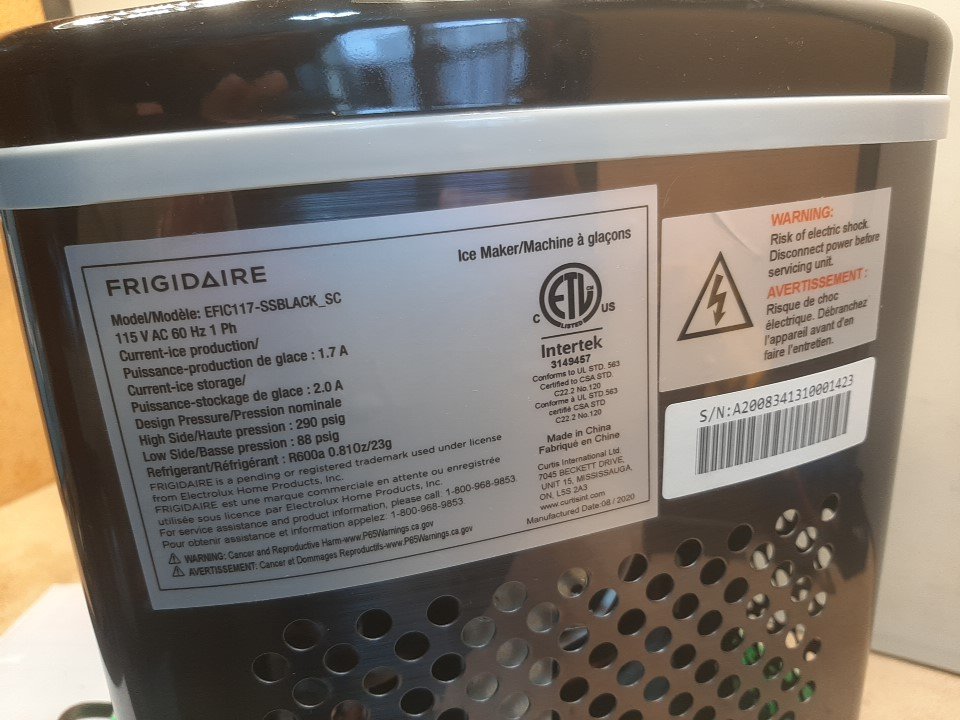 FRIGIDAIRE
Ice Maker/Machine à glaçons
Model/Modèle: EFIC117-SSBLACK_SC
115 V AC 60 Hz 1 Ph
Current-ice production/
Puissance-production de glace : 1.7 A
Current-ice storage/
Puissance-stockage de glace : 2.0 A
Design Pressure/Pression nominale
High Side/Haute pression : 290 psig
Low Side/Basse pression : 88 psig
Refrigerant/Réfrigérant : R600a 0.81Oz/23g
FRIGIDAIRE is a pending or registered trademark used under license
from Electrolux Home Products, Inc.
FRIGIDAIRE est une marque commerciale en attente ou enregistrée
utilisée sous licence par Electrolux Home Products, Inc.
For service assistance and product information, please call: 1-800-968-9853.
Pour obtenir assistance et information appelez: 1-800-968-9853.
WARNING: Cancer and Reproductive Harm-www.P65Warnings.ca.gov
AVERTISSEMENT: Cancer et Dommages Reproductifs-www.P65Warnings.ca.gov
ETL
CM
LISTED
C US
Intertek
3149457
Conforms to UL STD. 563
Certified to CSA STD.
C22.2 No.120
Conforme à UL STD.563
certifié CSA STD
C22.2 No.120
Made in China
Fabriqué en Chine
Curtis International Ltd.
7045 BECKETT DRIVE,
UNIT 15, MISSISSAUGA,
ON, L5S 2A3
www.curtisint.com
Manufactured Date:08 / 2020
WARNING:
Risk of electric shock.
Disconnect power before
servicing unit.
AVERTISSEMENT :
Risque de choc
électrique. Débranchez
l'appareil avant d'en
faire l'entretien.
S/N:A2008341310001423